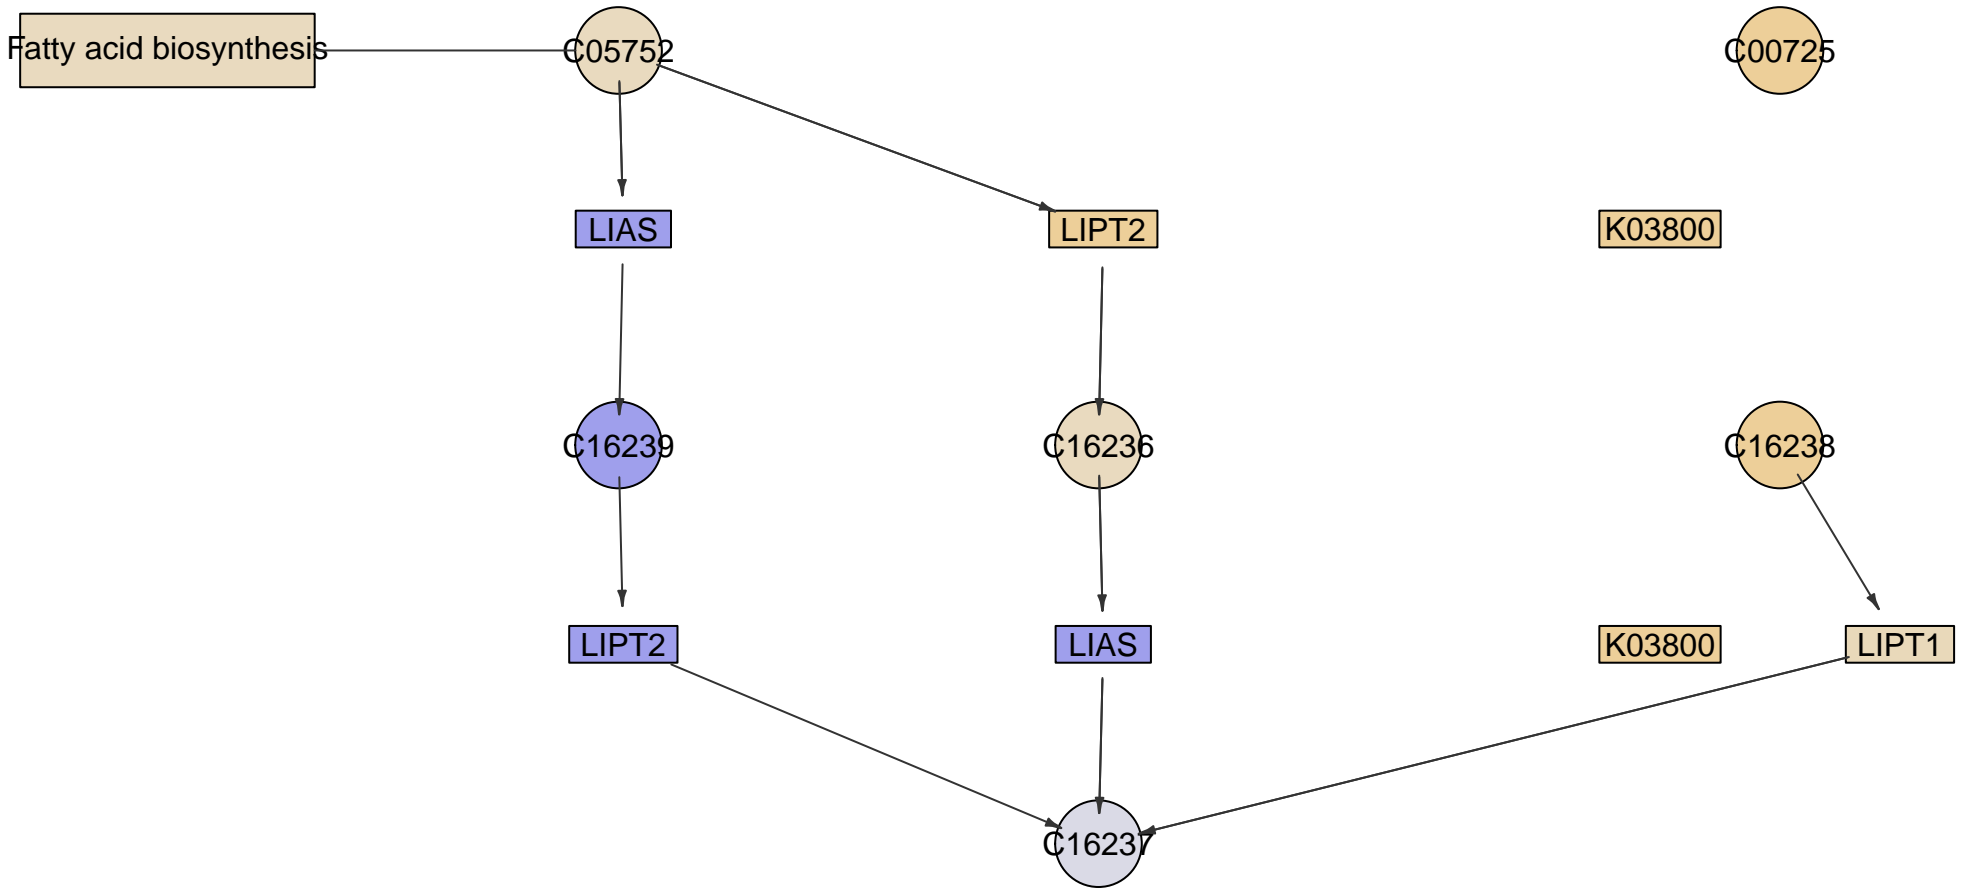 Fatty acid biosynthesis
C05752
C00725
LIAS
LIPT2
K03800
C16239
C16236
C16238
LIPT2
LIAS
K03800
LIPT1
C16237